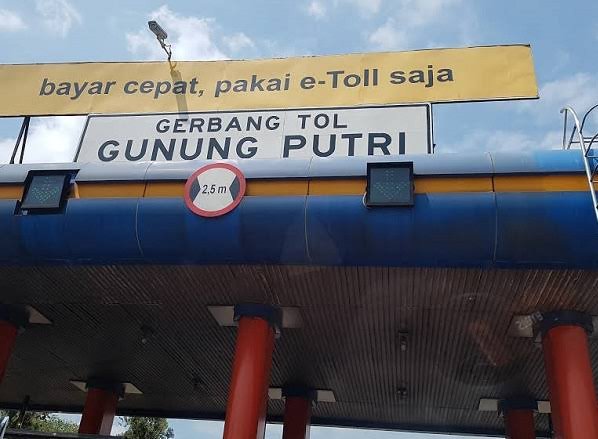 bayar cepat, pakai e-Toll saja
GERBANG TOL
GUNUNG PUTRI
2,5 m